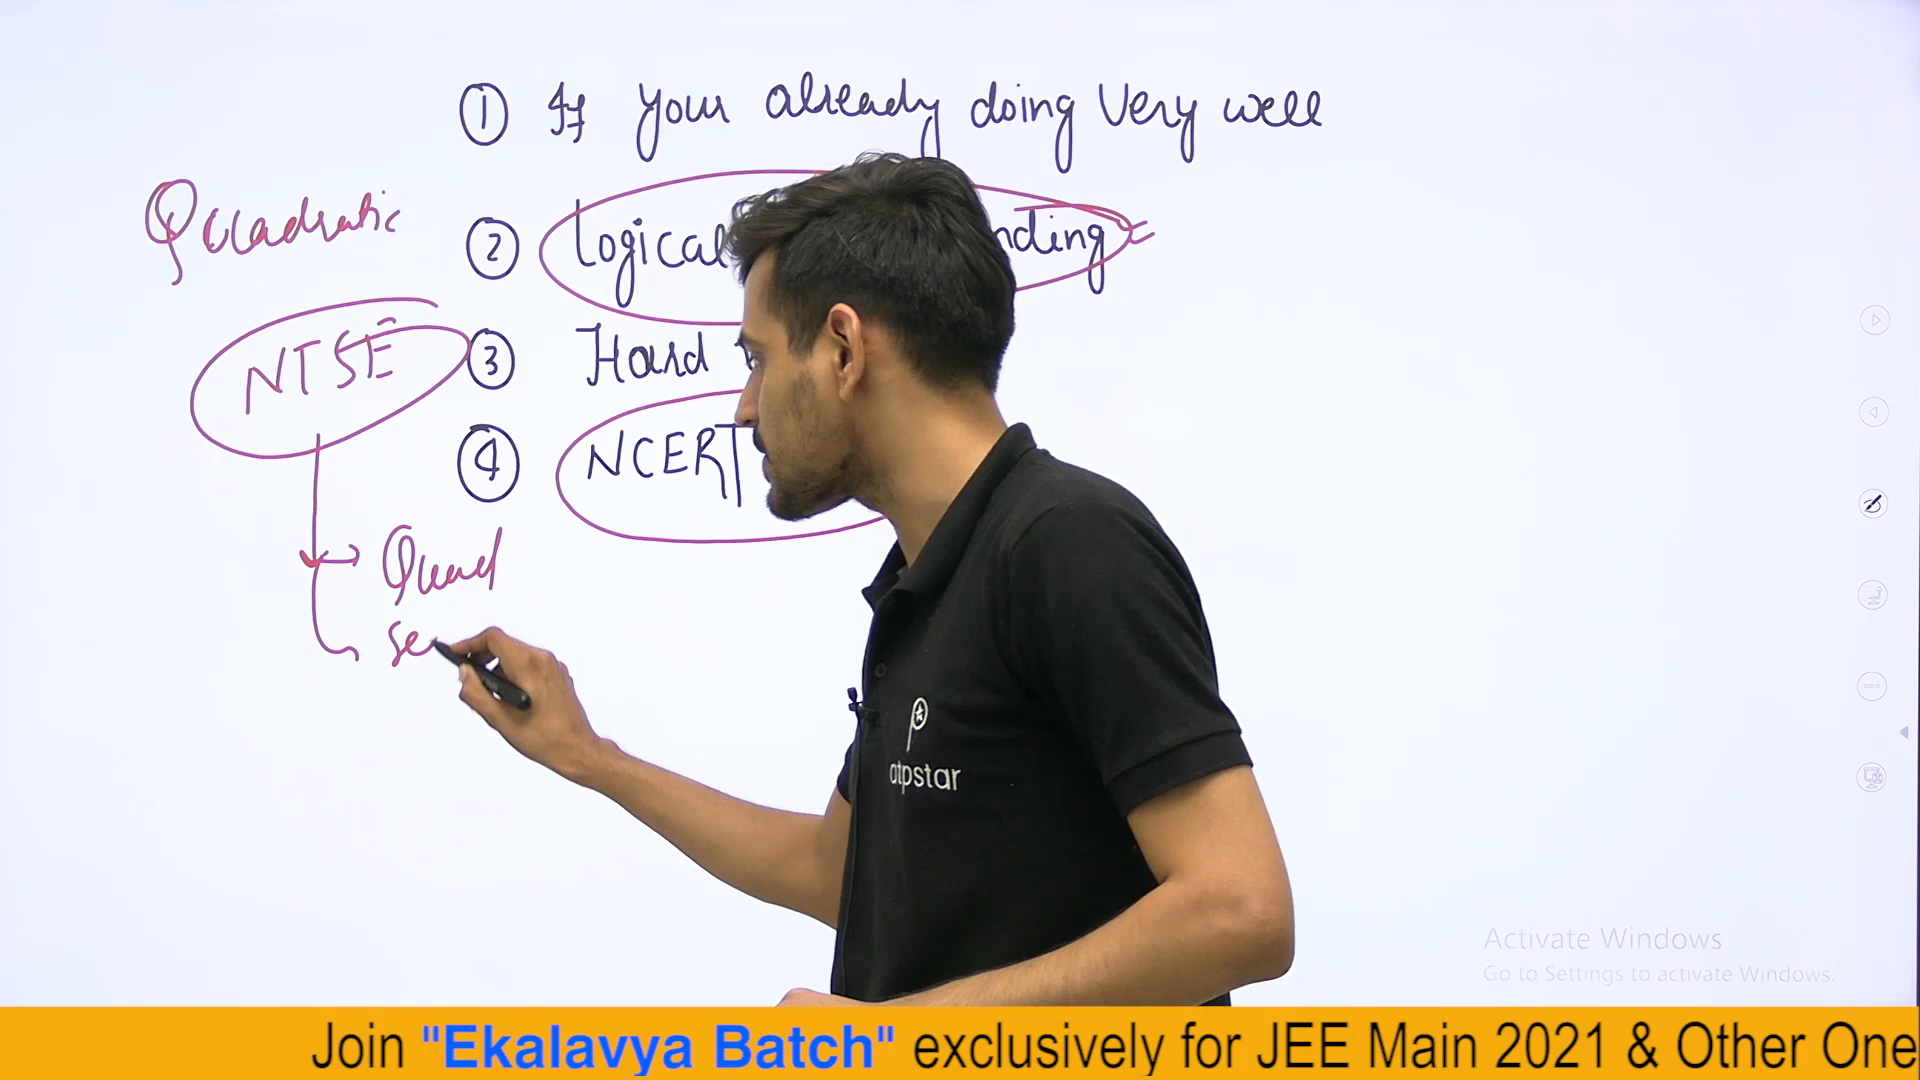 ① If your already doing very well
Quadratic
② Logical nding
NTSE
③ Hard
④ NCERT
Quad
Se
atpstar
Activate Windows
Go to Settings to activate Windows.
Join "Ekalavya Batch" exclusively for JEE Main 2021 & Other One